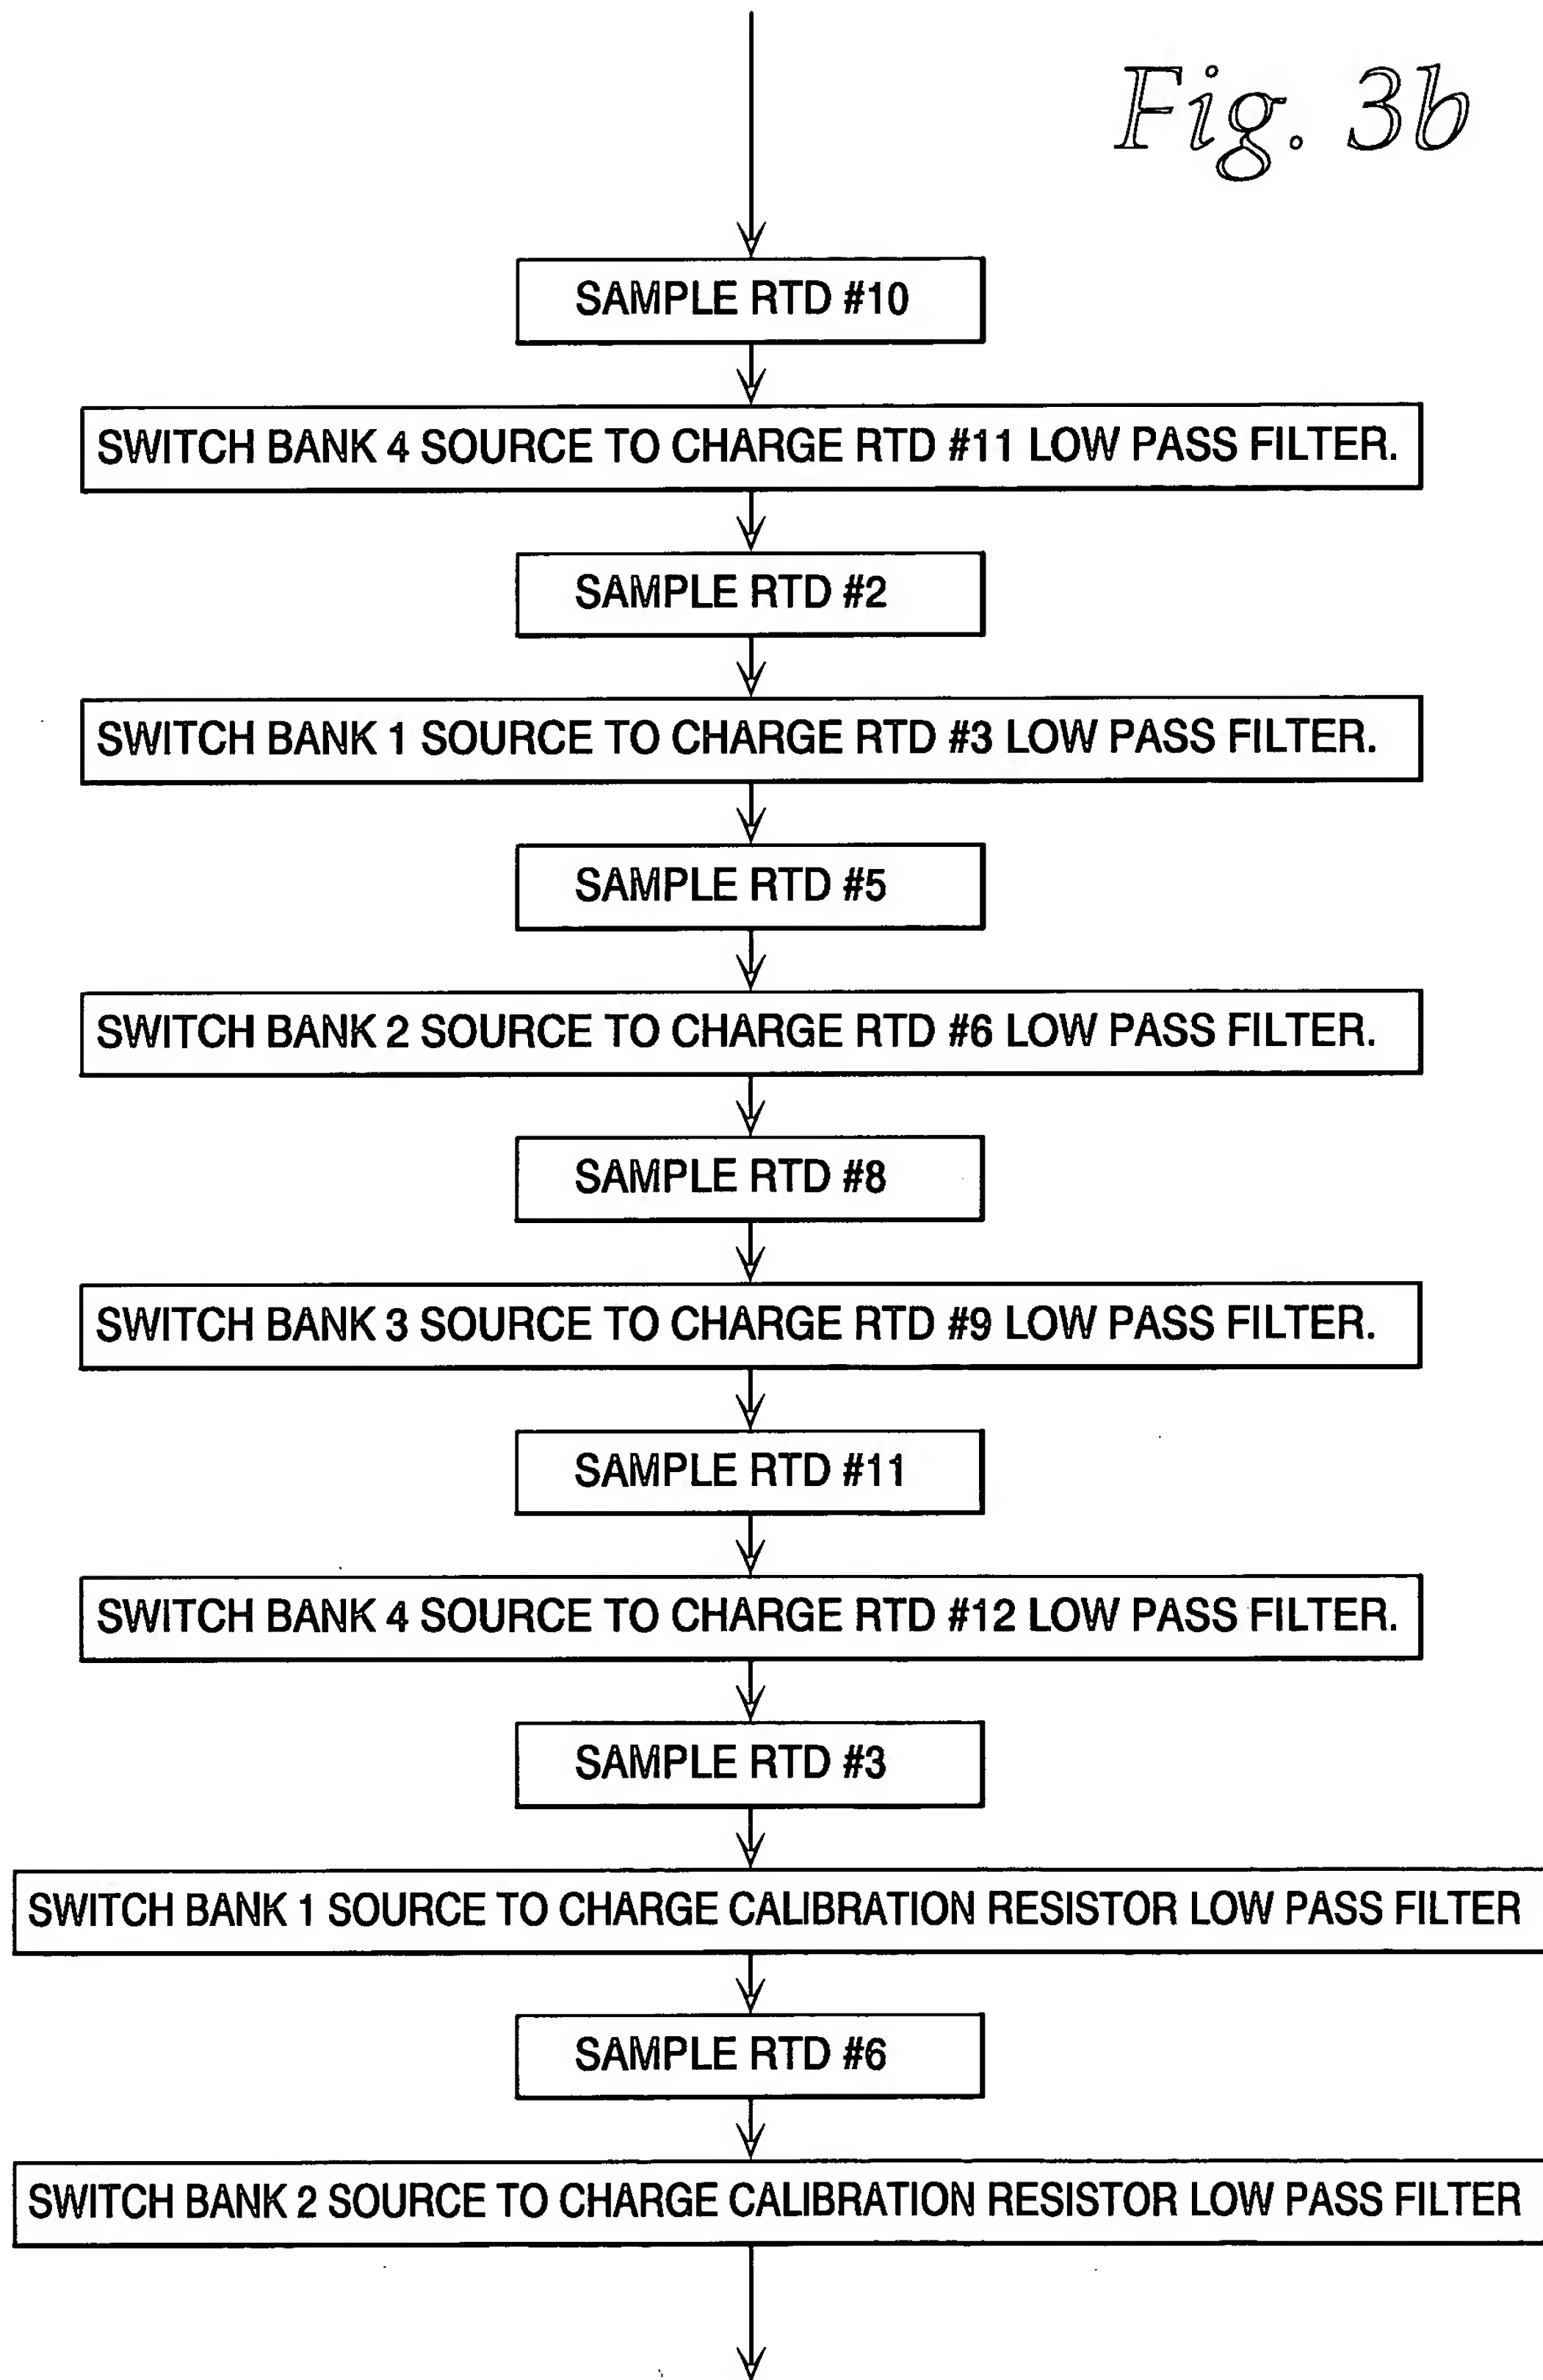 Fig. 3b
SAMPLE RTD #10
SWITCH BANK 4 SOURCE TO CHARGE RTD #11 LOW PASS FILTER.
SAMPLE RTD #2
SWITCH BANK 1 SOURCE TO CHARGE RTD #3 LOW PASS FILTER.
SAMPLE RTD #5
SWITCH BANK 2 SOURCE TO CHARGE RTD #6 LOW PASS FILTER.
SAMPLE RTD #8
SWITCH BANK 3 SOURCE TO CHARGE RTD #9 LOW PASS FILTER.
SAMPLE RTD #11
SWITCH BANK 4 SOURCE TO CHARGE RTD #12 LOW PASS FILTER.
SAMPLE RTD #3
SWITCH BANK 1 SOURCE TO CHARGE CALIBRATION RESISTOR LOW PASS FILTER
SAMPLE RTD #6
SWITCH BANK 2 SOURCE TO CHARGE CALIBRATION RESISTOR LOW PASS FILTER